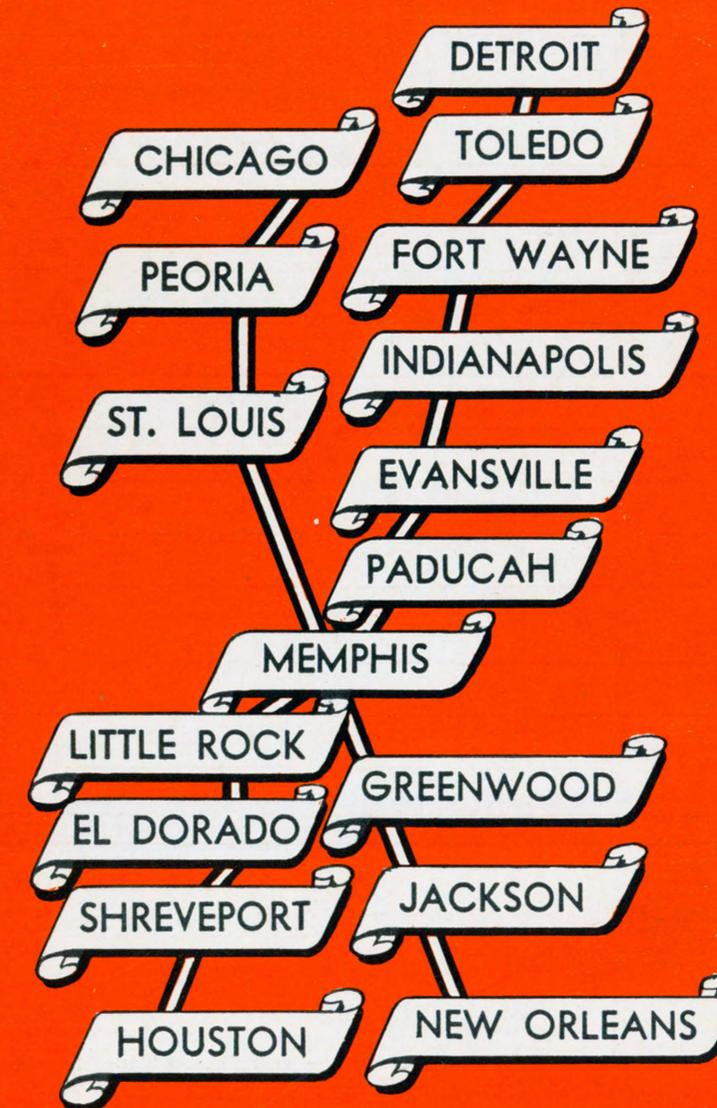 DETROIT
CHICAGO
TOLEDO
PEORIA
FORT WAYNE
INDIANAPOLIS
ST. LOUIS
EVANSVILLE
PADUCAH
MEMPHIS
LITTLE ROCK
GREENWOOD
EL DORADO
JACKSON
SHREVEPORT
HOUSTON
NEW ORLEANS